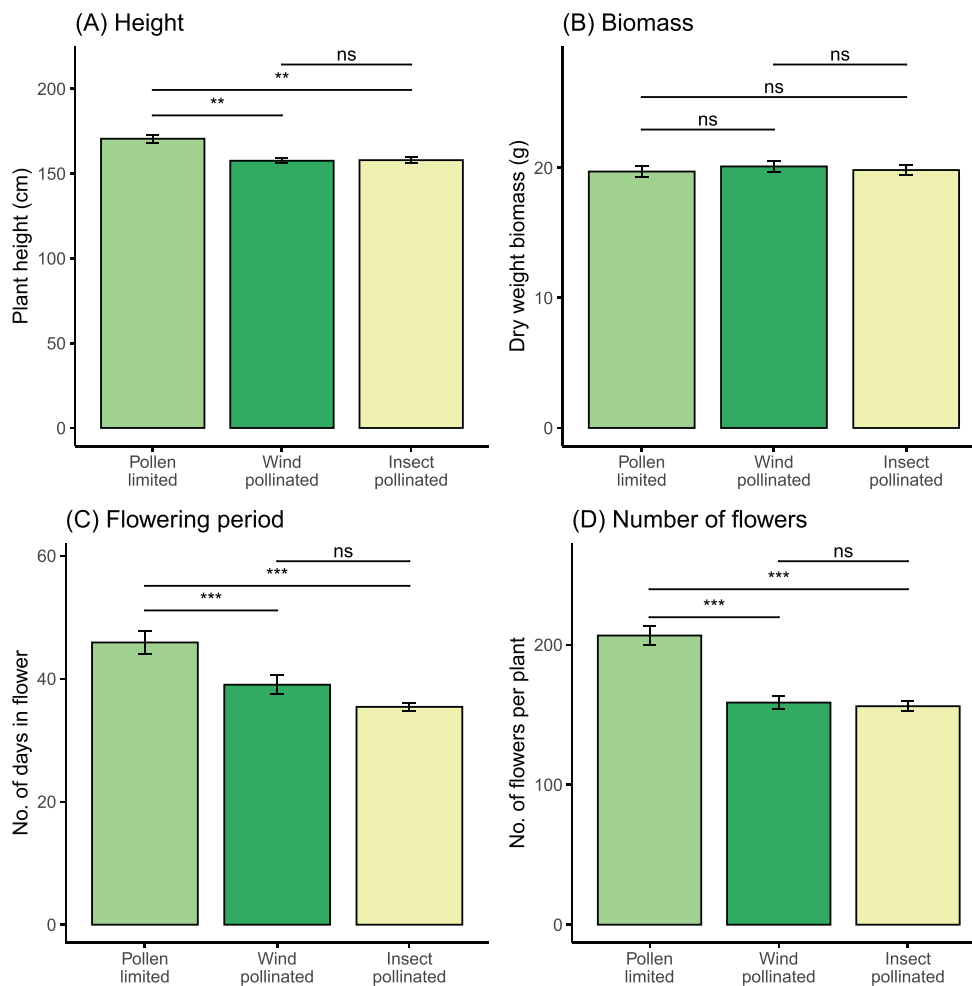 (A) Height
Plant height (cm)
200
150
100
50
0
ns
**
**
Pollen
limited
Wind
pollinated
Insect
pollinated
(B) Biomass
Dry weight biomass (g)
20
10
0
ns
ns
ns
Pollen
limited
Wind
pollinated
Insect
pollinated
(C) Flowering period
No. of days in flower
60
40
20
0
ns
***
***
Pollen
limited
Wind
pollinated
Insect
pollinated
(D) Number of flowers
No. of flowers per plant
200
100
0
ns
***
***
Pollen
limited
Wind
pollinated
Insect
pollinated